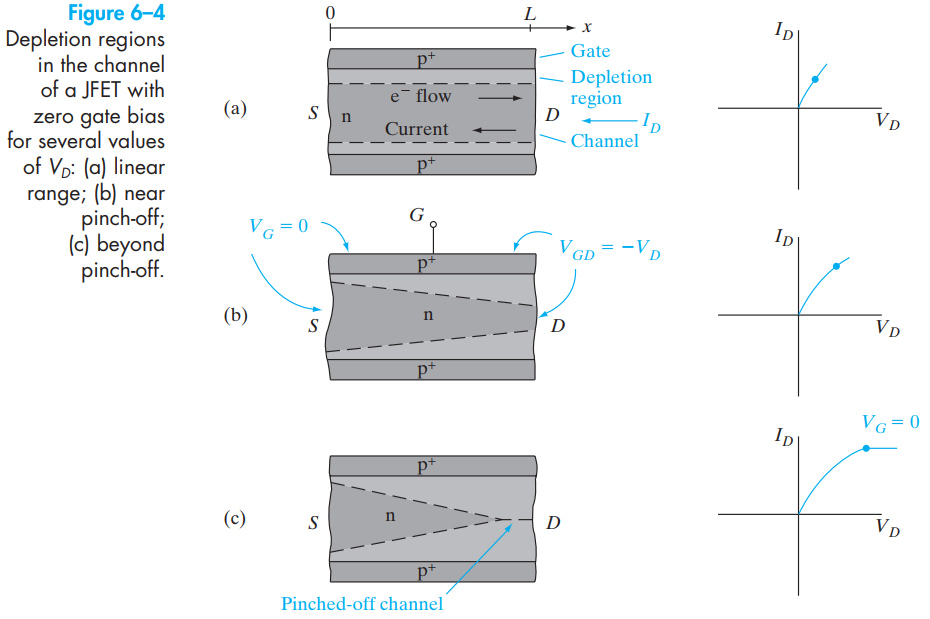 Figure 6–4
Depletion regions
in the channel
of a JFET with
zero gate bias
for several values
of V_D: (a) linear
range; (b) near
pinch-off;
(c) beyond
pinch-off.
0 L
x
(a)
p+
e− flow
S n
Current
p+
D
Gate
Depletion
region
I_D
Channel
I_D
V_D
(b)
V_G = 0
G
V_GD = −V_D
p+
n
S D
p+
I_D
V_D
(c)
p+
n
S D
p+
Pinched-off channel
V_G = 0
I_D
V_D